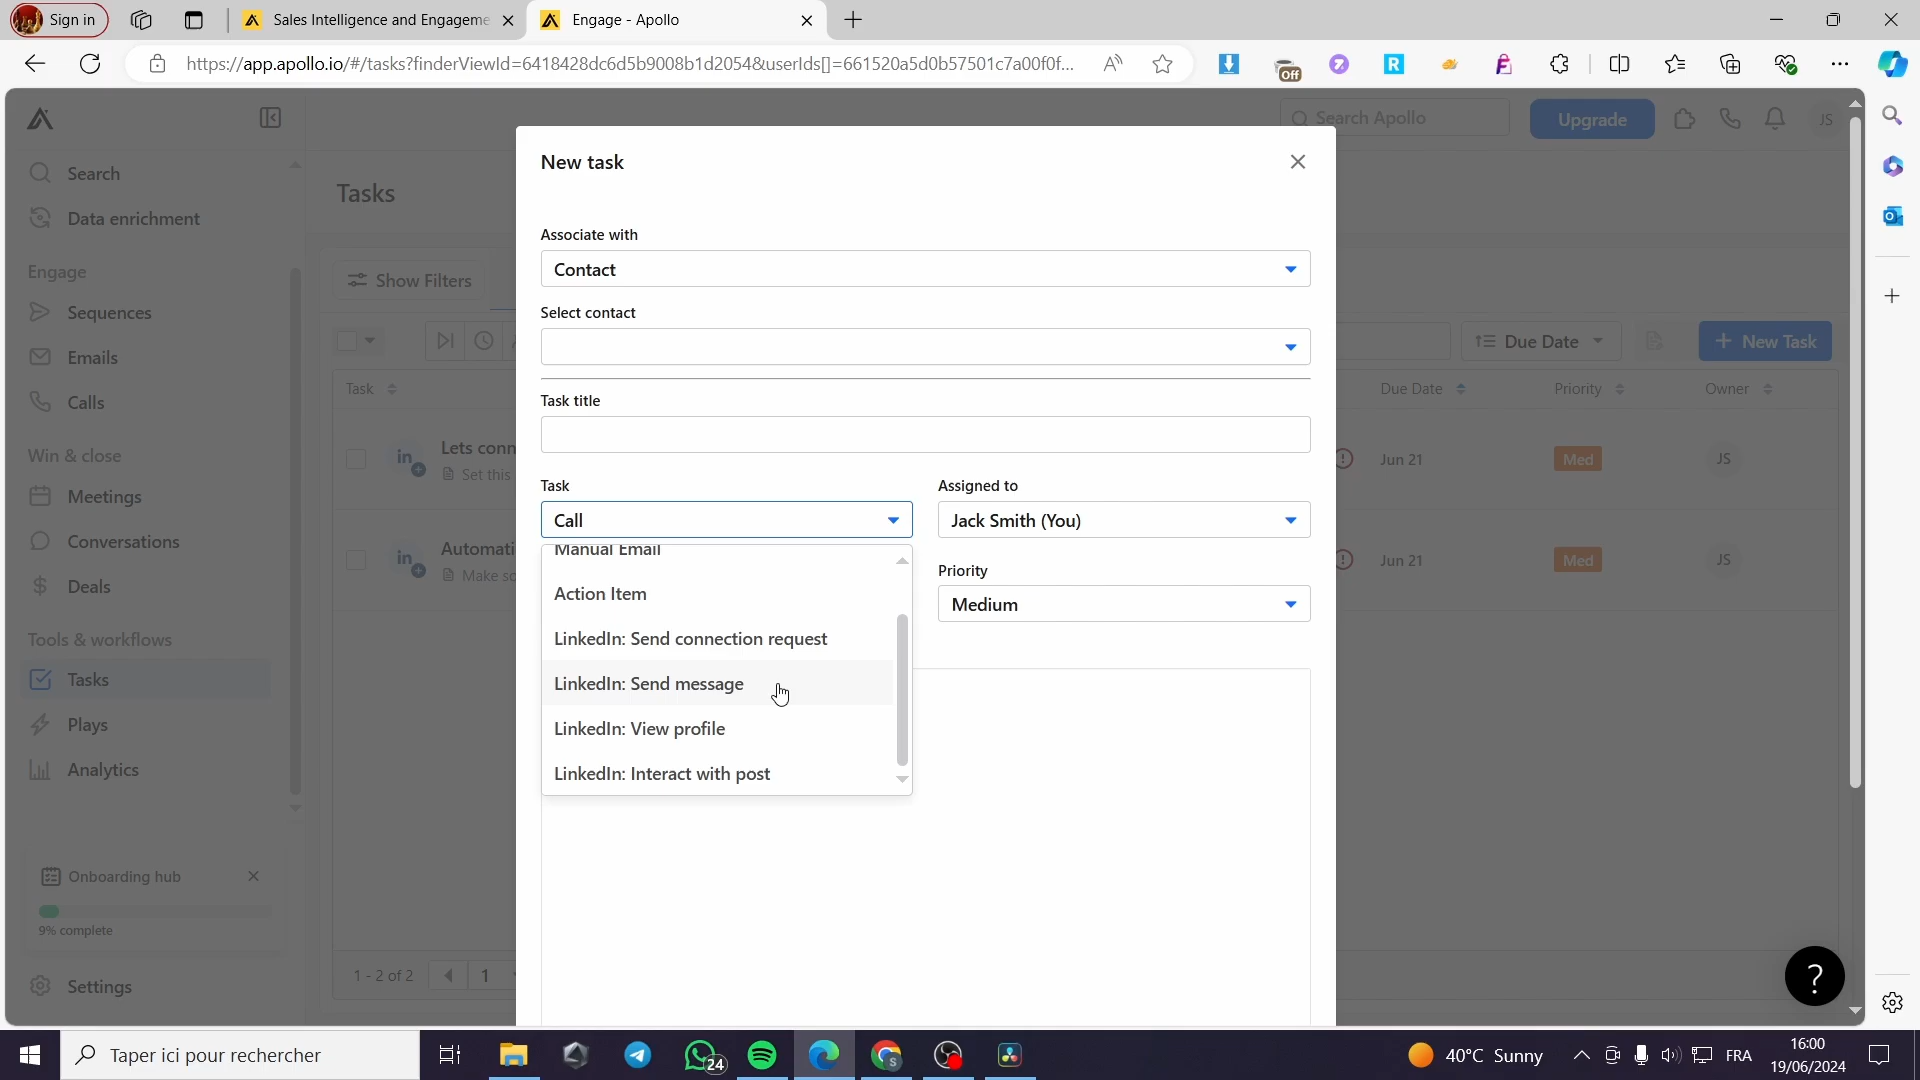 Sign in
Sales Intelligence and Engageme
Engage - Apollo
https://app.apollo.io/#/tasks?finderViewId=6418428dc6d5b9008b1d2054&userIds[]=661520a5d0b57501c7a00f0f...
Off
Search Apollo
Upgrade
JS
Search
Data enrichment
Engage
Sequences
Emails
Calls
Win & close
Meetings
Conversations
Deals
Tools & workflows
Tasks
Plays
Analytics
Onboarding hub
9% complete
Settings
Tasks
Show Filters
Due Date
New Task
Task
Due Date
Priority
Owner
Lets conn
Set this
Jun 21
Med
JS
Automati
Make so
Jun 21
Med
JS
1 - 2 of 2
1
New task
Associate with
Contact
Select contact
Task title
Task
Assigned to
Call
Jack Smith (You)
Manual Email
Action Item
LinkedIn: Send connection request
LinkedIn: Send message
LinkedIn: View profile
LinkedIn: Interact with post
Priority
Medium
?
Taper ici pour rechercher
24
40°C Sunny
FRA
16:00
19/06/2024